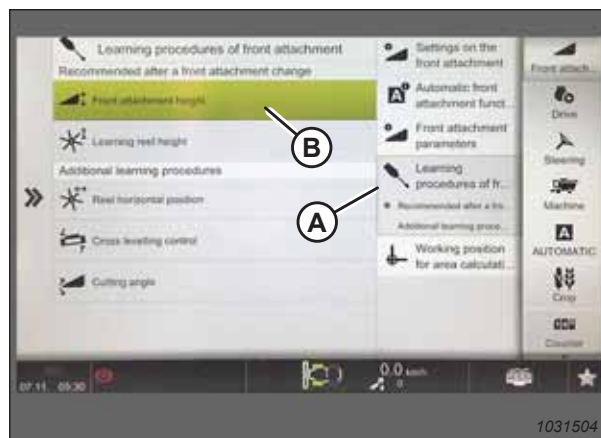 Learning procedures of front attachment
Recommended after a front attachment change
Front attachment height
Learning reel height
Additional learning procedures
Reel horizontal position
Cross levelling control
Cutting angle
Settings on the
front attachment
Automatic front
attachment funct...
Front attachment
parameters
Learning
procedures of fr...
Recommended after a fro...
Additional learning proce...
Working position
for area calculati...
Front attach...
Drive
Steering
Machine
AUTOMATIC
Crop
Counter
B
A
07.11. 05:30
0.0 km/h
0
1031504